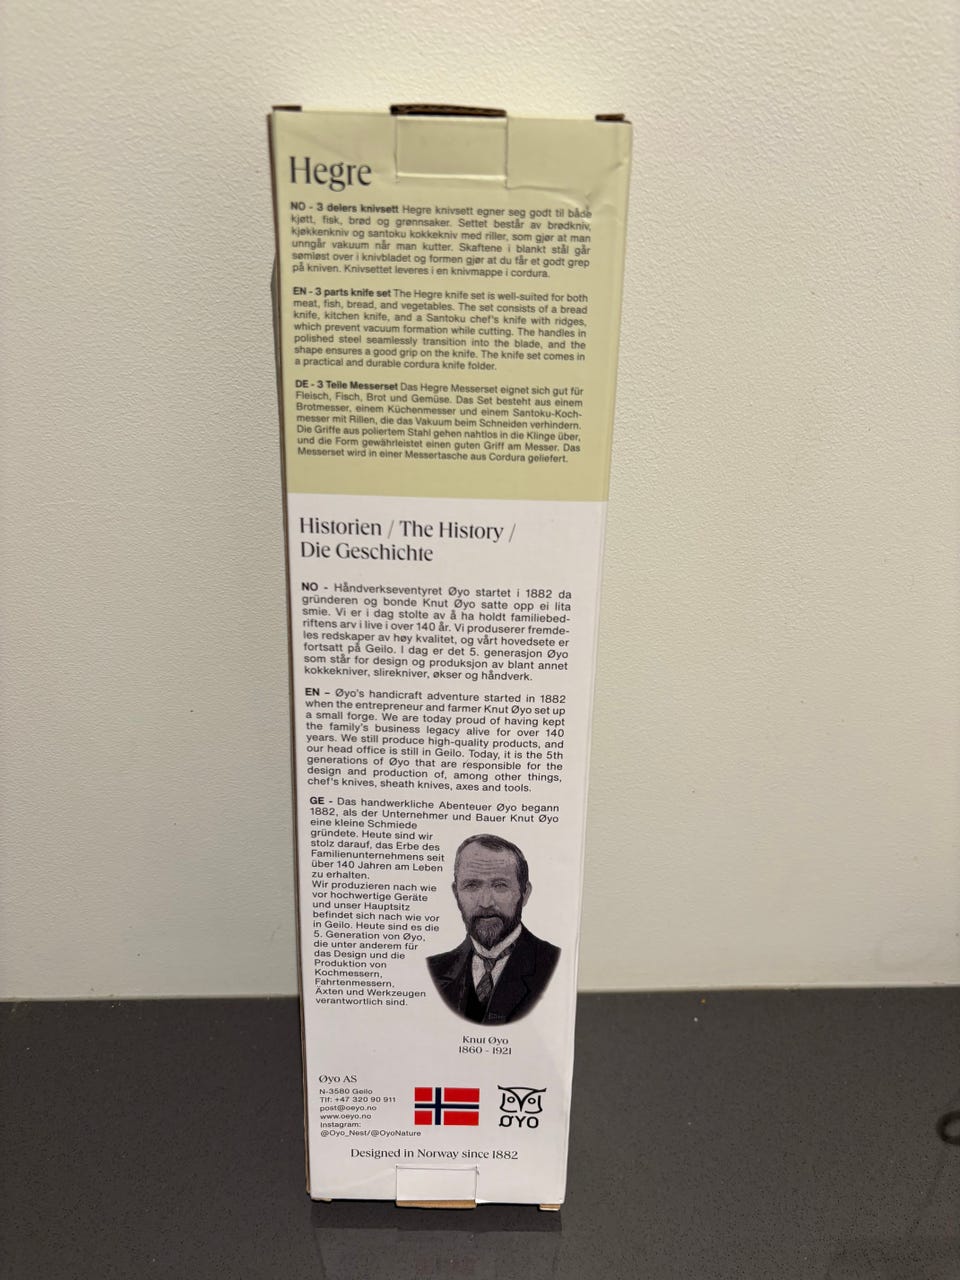 Hegre
NO - 3 delers knivsett Hegre knivsett egner seg godt til både
kjøtt, fisk, brød og grønnsaker. Settet består av brødkniv,
kjøkkenkniv og santoku kokkekniv med riller, som gjør at man
unngår vakuum når man kutter. Skaftene i blankt stål går
sømløst over i knivbladet og formen gjør at du får et godt grep
på kniven. Knivsettet leveres i en knivmappe i cordura.
EN - 3 parts knife set The Hegre knife set is well-suited for both
meat, fish, bread, and vegetables. The set consists of a bread
knife, kitchen knife, and a Santoku chef's knife with ridges,
which prevent vacuum formation while cutting. The handles in
polished steel seamlessly transition into the blade, and the
shape ensures a good grip on the knife. The knife set comes in
a practical and durable cordura knife folder.
DE - 3 Teile Messerset Das Hegre Messerset eignet sich gut für
Fleisch, Fisch, Brot und Gemüse. Das Set besteht aus einem
Brotmesser, einem Küchenmesser und einem Santoku-Koch-
messer mit Rillen, die das Vakuum beim Schneiden verhindern.
Die Griffe aus poliertem Stahl gehen nahtlos in die Klinge über,
und die Form gewährleistet einen guten Griff am Messer. Das
Messerset wird in einer Messertasche aus Cordura geliefert.
Historien / The History /
Die Geschichte
NO - Håndverkseventyret Øyo startet i 1882 da
gründeren og bonde Knut Øyo satte opp ei lita
smie. Vi er i dag stolte av å ha holdt familiebed-
riftens arv i live i over 140 år. Vi produserer fremde-
les redskaper av høy kvalitet, og vårt hovedsete er
fortsatt på Geilo. I dag er det 5. generasjon Øyo
som står for design og produksjon av blant annet
kokkekniver, slirekniver, økser og håndverk.
EN – Øyo's handicraft adventure started in 1882
when the entrepreneur and farmer Knut Øyo set up
a small forge. We are today proud of having kept
the family's business legacy alive for over 140
years. We still produce high-quality products, and
our head office is still in Geilo. Today, it is the 5th
generations of Øyo that are responsible for the
design and production of, among other things,
chef's knives, sheath knives, axes and tools.
GE - Das handwerkliche Abenteuer Øyo begann
1882, als der Unternehmer und Bauer Knut Øyo
eine kleine Schmiede
gründete. Heute sind wir
stolz darauf, das Erbe des
Familienunternehmens seit
über 140 Jahren am Leben
zu erhalten.
Wir produzieren nach wie
vor hochwertige Geräte
und unser Hauptsitz
befindet sich nach wie vor
in Geilo. Heute sind es die
5. Generation von Øyo,
die unter anderem für
das Design und die
Produktion von
Kochmessern,
Fahrtenmessern,
Äxten und Werkzeugen
verantwortlich sind.
Knut Øyo
1860 - 1921
Øyo AS
N-3580 Geilo
Tlf: +47 320 90 911
post@oeyo.no
www.oeyo.no
Instagram:
@Oyo_Nest/@OyoNature
ØYO
Designed in Norway since 1882